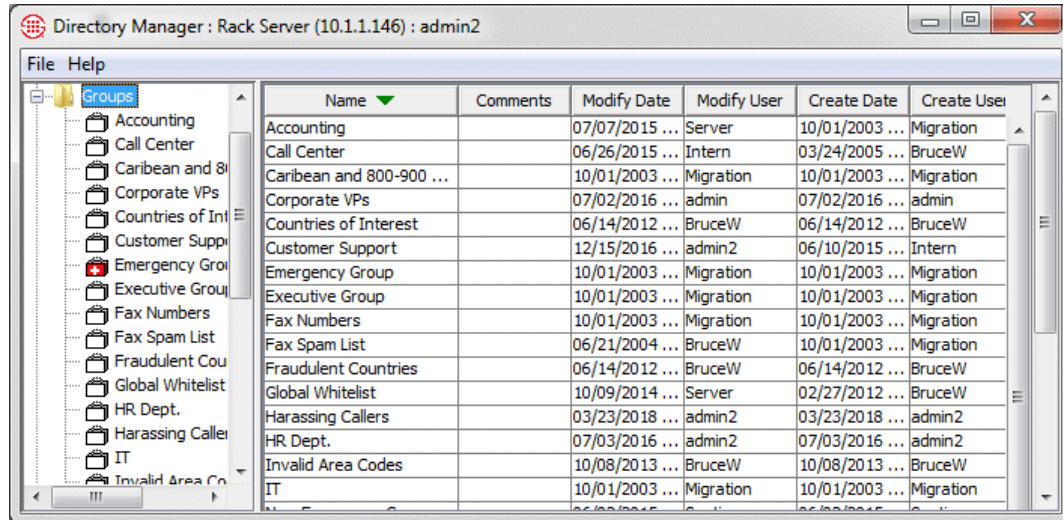 Directory Manager : Rack Server (10.1.1.146) : admin2
File Help
Groups
Accounting
Call Center
Caribean and 8
Corporate VPs
Countries of Int
Customer Supp
Emergency Grou
Executive Group
Fax Numbers
Fax Spam List
Fraudulent Cou
Global Whitelist
HR Dept.
Harassing Caller
IT
Invalid Area Co
Name Comments Modify Date Modify User Create Date Create User
Accounting 07/07/2015 ... Server 10/01/2003 ... Migration
Call Center 06/26/2015 ... Intern 03/24/2005 ... BruceW
Caribean and 800-900 ... 10/01/2003 ... Migration 10/01/2003 ... Migration
Corporate VPs 07/02/2016 ... admin 07/02/2016 ... admin
Countries of Interest 06/14/2012 ... BruceW 06/14/2012 ... BruceW
Customer Support 12/15/2016 ... admin2 06/10/2015 ... Intern
Emergency Group 10/01/2003 ... Migration 10/01/2003 ... Migration
Executive Group 10/01/2003 ... Migration 10/01/2003 ... Migration
Fax Numbers 10/01/2003 ... Migration 10/01/2003 ... Migration
Fax Spam List 06/21/2004 ... BruceW 10/01/2003 ... Migration
Fraudulent Countries 06/14/2012 ... BruceW 06/14/2012 ... BruceW
Global Whitelist 10/09/2014 ... Server 02/27/2012 ... BruceW
Harassing Callers 03/23/2018 ... admin2 03/23/2018 ... admin2
HR Dept. 07/03/2016 ... admin2 07/03/2016 ... admin2
Invalid Area Codes 10/08/2013 ... BruceW 10/08/2013 ... BruceW
IT 10/01/2003 ... Migration 10/01/2003 ... Migration